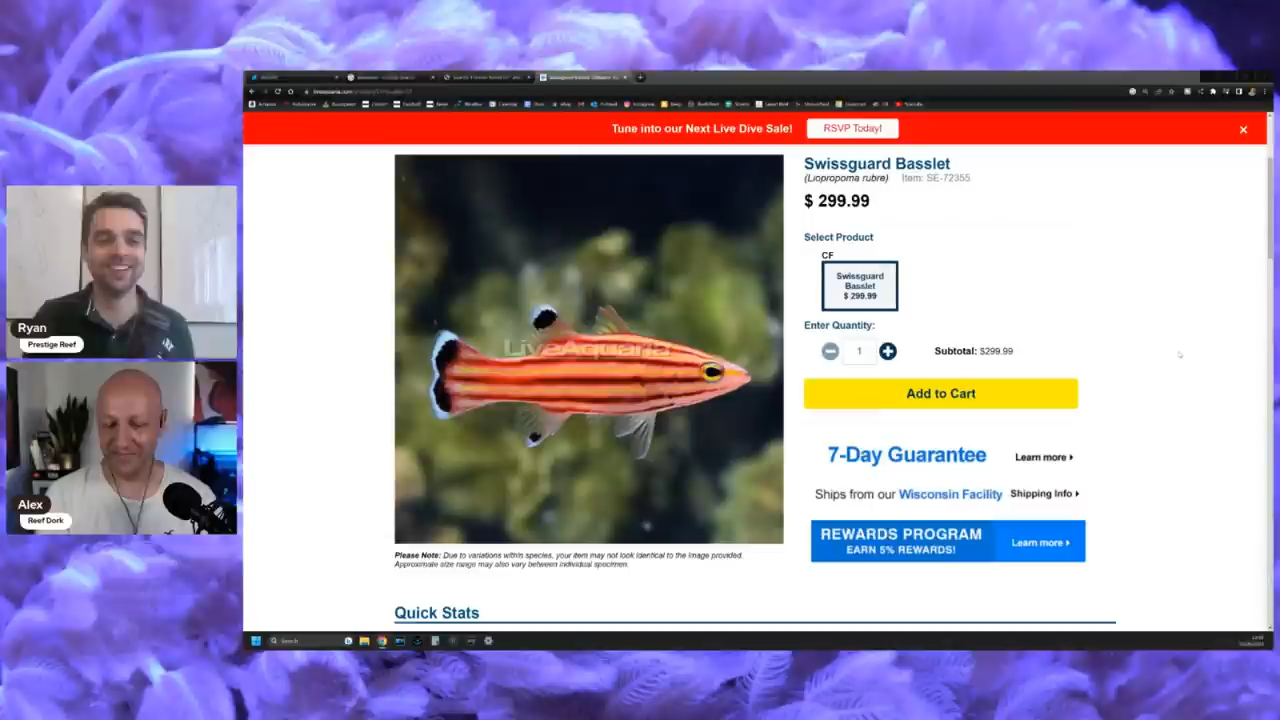 Tune into our Next Live Dive Sale!
RSVP Today!
Swissguard Basslet
(Liopropoma rubre) Item: SE-72355
$ 299.99
Select Product
CF
Swissguard
Basslet
$ 299.99
Enter Quantity:
1
Subtotal: $299.99
Add to Cart
7-Day Guarantee
Learn more
Ships from our Wisconsin Facility
Shipping Info
REWARDS PROGRAM
EARN 5% REWARDS!
Learn more
LiveAquaria
Please Note: Due to variations within species, your item may not look identical to the image provided.
Approximate size range may also vary between individual specimen.
Quick Stats
Search
Ryan
Prestige Reef
Alex
Reef Dork